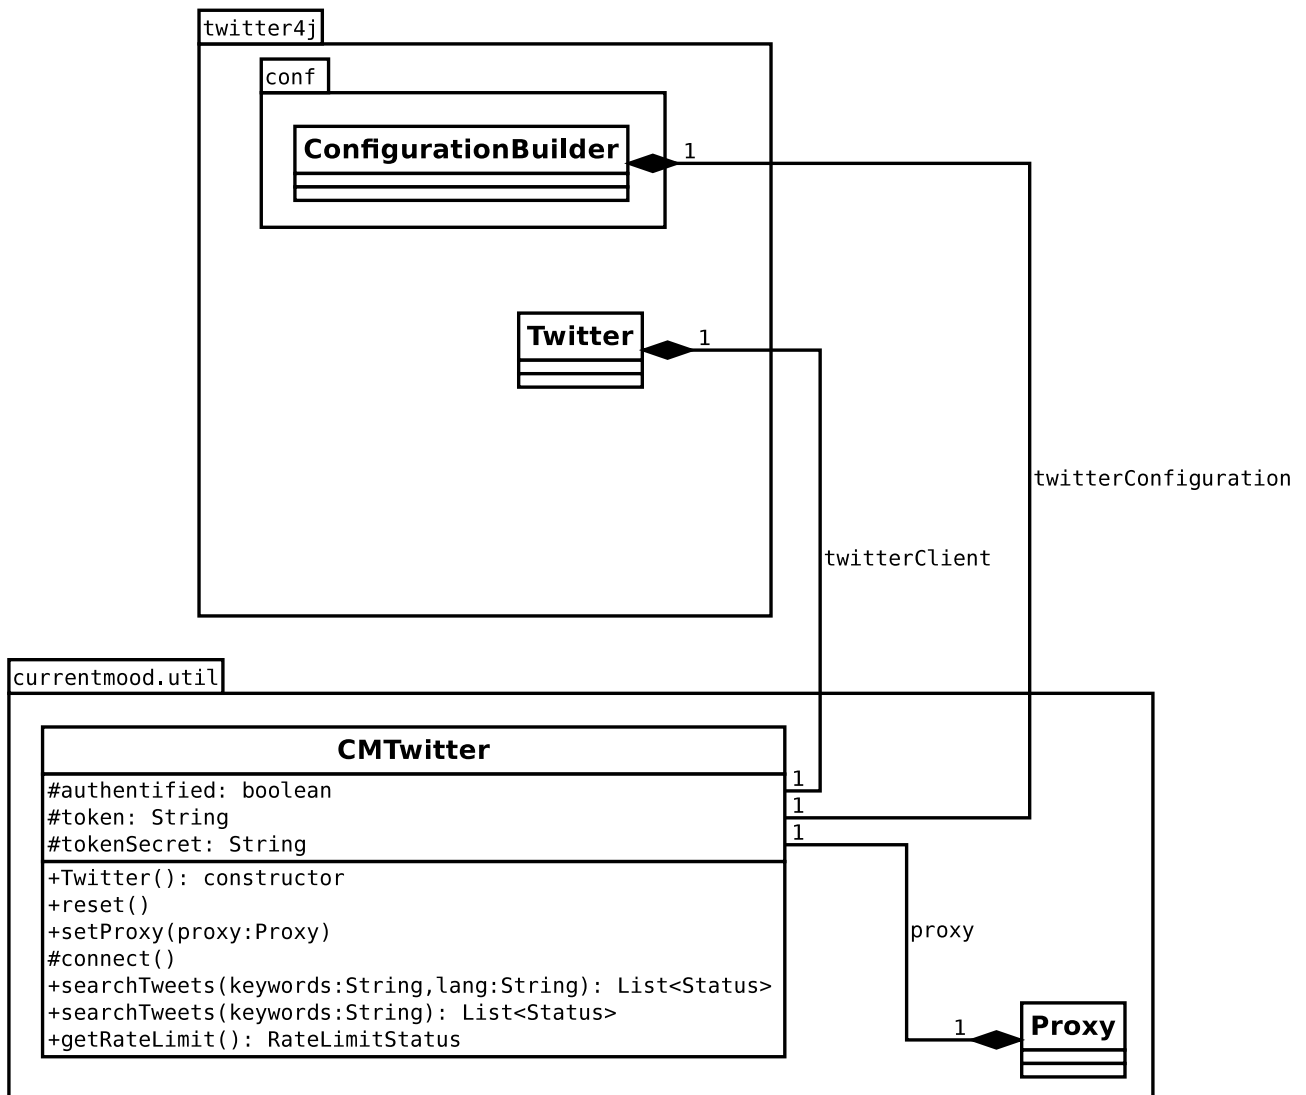 twitter4j
conf
ConfigurationBuilder
1
Twitter
1
twitterConfiguration
twitterClient
currentmood.util
CMTwitter
#authentified: boolean
#token: String
#tokenSecret: String
1
1
1
+Twitter(): constructor
+reset()
+setProxy(proxy:Proxy)
#connect()
+searchTweets(keywords:String,lang:String): List<Status>
+searchTweets(keywords:String): List<Status>
+getRateLimit(): RateLimitStatus
proxy
1
Proxy